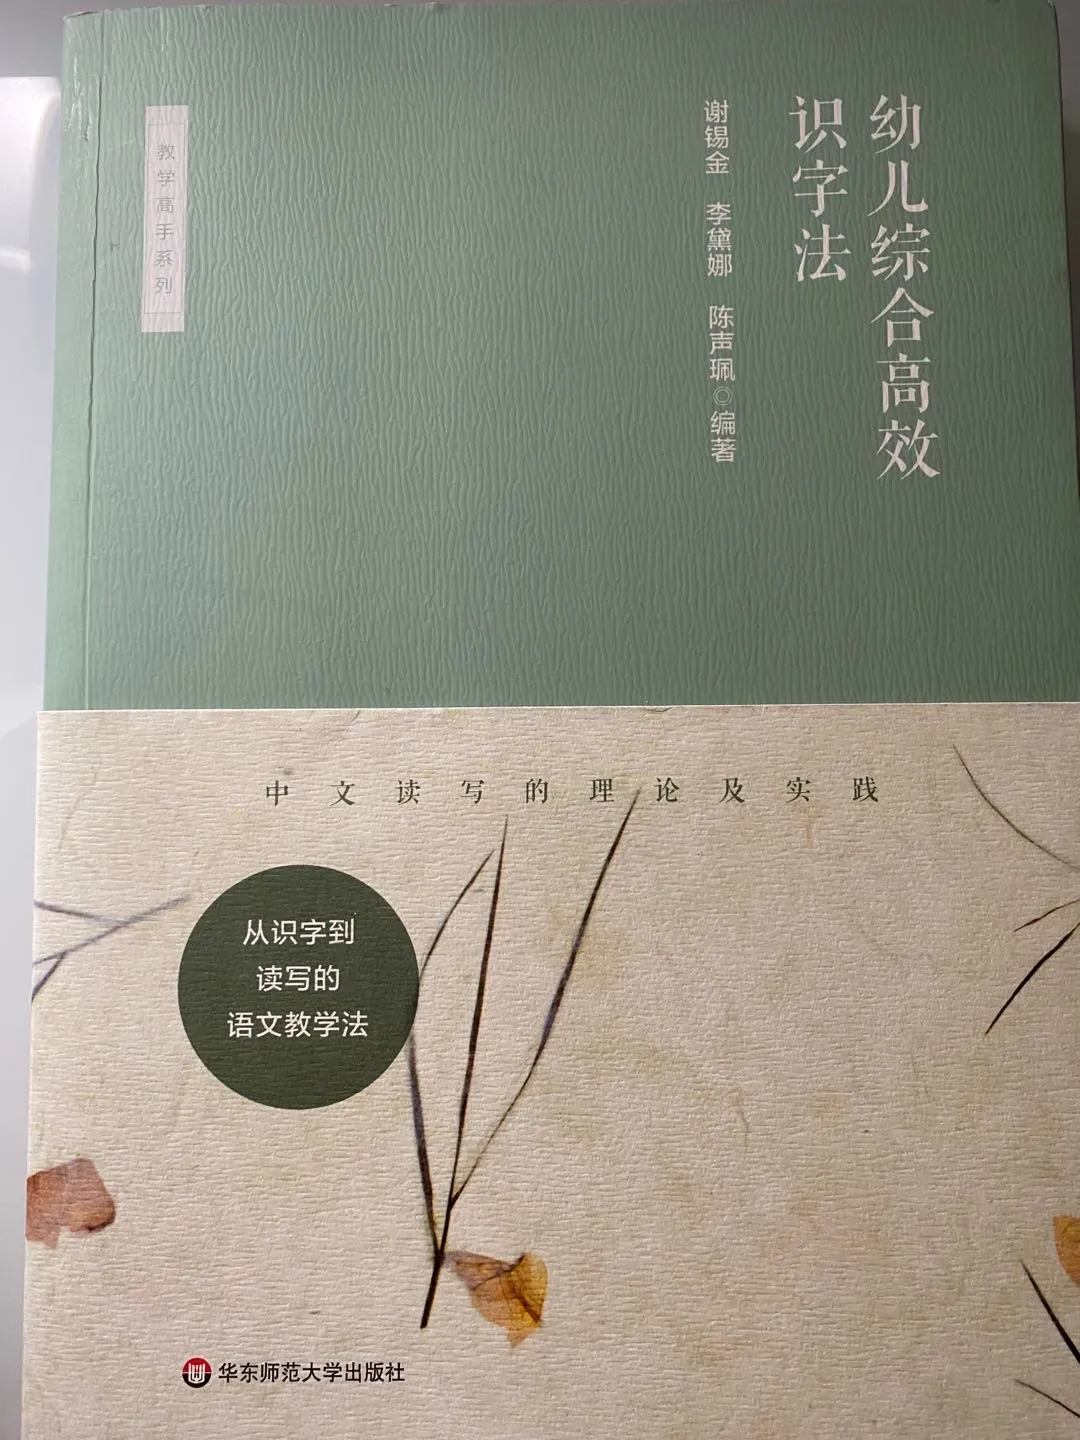 幼儿综合高效
识字法
谢锡金 李黛娜 陈声珮◎编著
教学高手系列
中文读写的理论及实践
从识字到
读写的
语文教学法
华东师范大学出版社